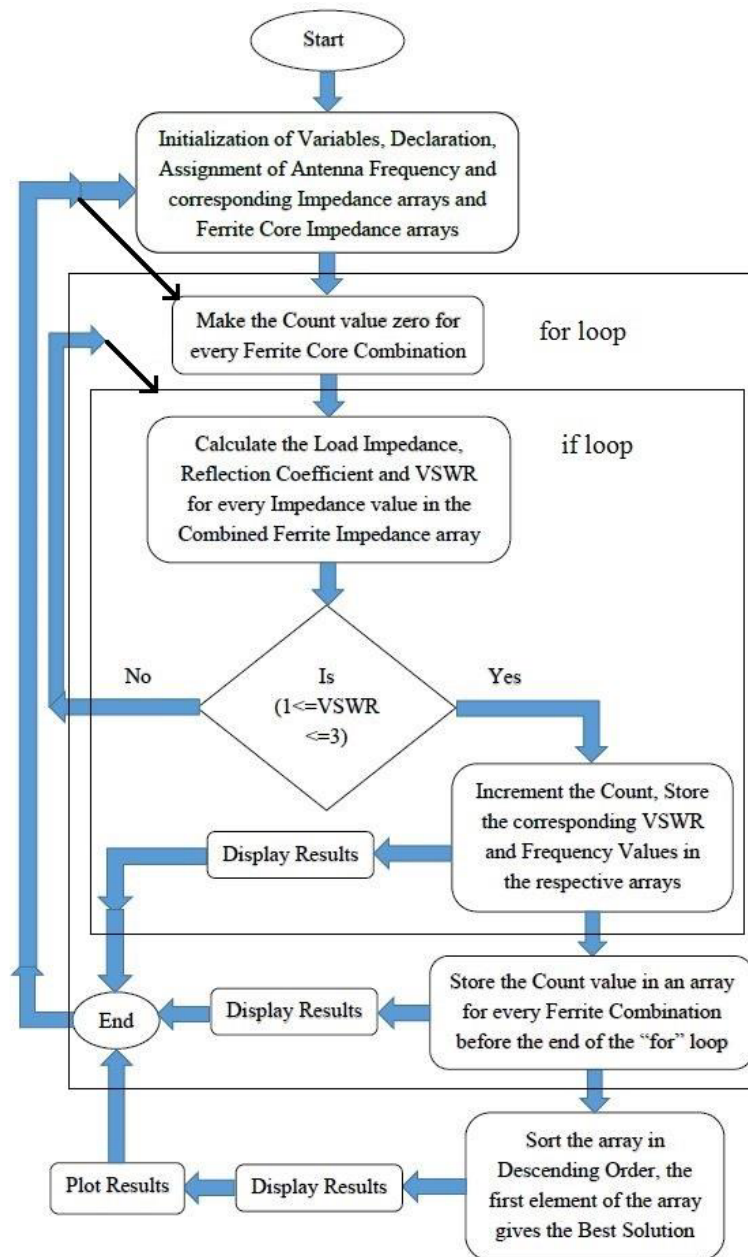 Start
Initialization of Variables, Declaration,
Assignment of Antenna Frequency and
corresponding Impedance arrays and
Ferrite Core Impedance arrays
Make the Count value zero for
every Ferrite Core Combination
for loop
Calculate the Load Impedance,
Reflection Coefficient and VSWR
for every Impedance value in the
Combined Ferrite Impedance array
if loop
No
Is
(1<=VSWR
<=3)
Yes
Increment the Count, Store
the corresponding VSWR
and Frequency Values in
the respective arrays
Display Results
Store the Count value in an array
for every Ferrite Combination
before the end of the “for” loop
Display Results
End
Sort the array in
Descending Order, the
first element of the array
gives the Best Solution
Display Results
Plot Results